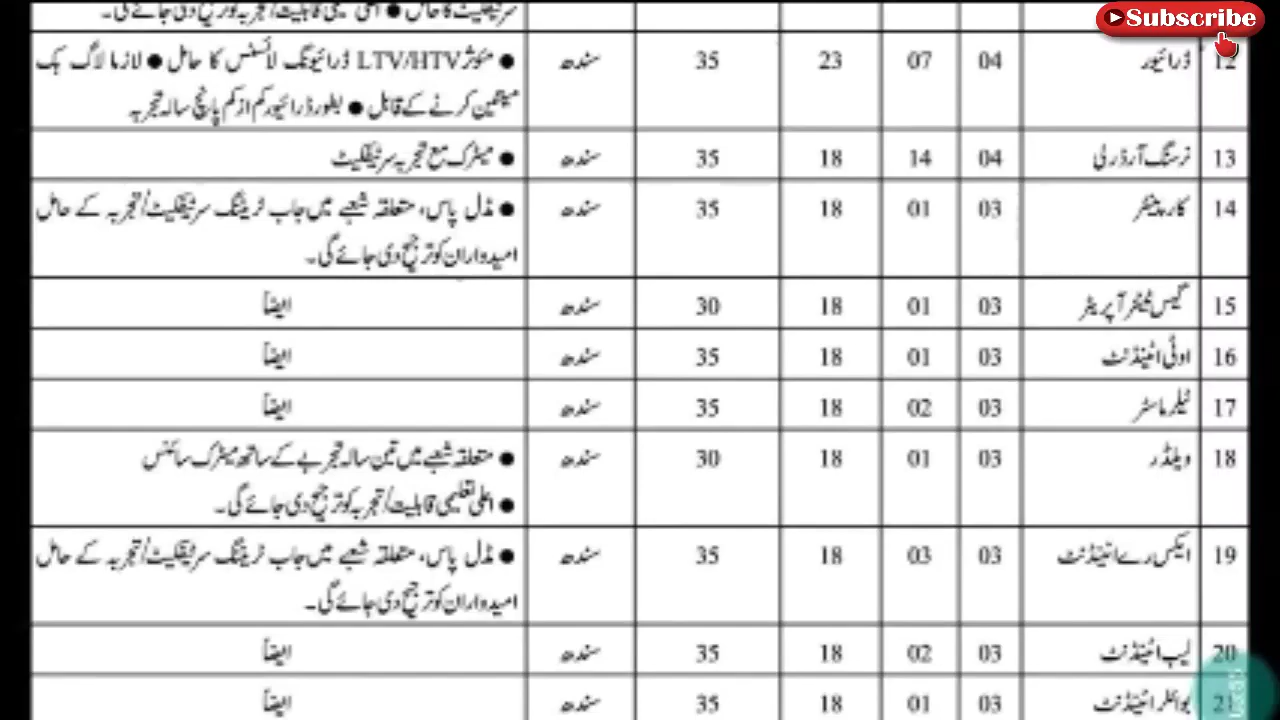 سرٹیفکیٹ کا حامل ● اعلیٰ تعلیمی قابلیت/تجربہ کو ترجیح دی جائے گی۔
Subscribe
12 ڈرائیور 04 07 23 35 سندھ ● مؤثر LTV/HTV ڈرائیونگ لائسنس کا حامل ● لازما لاگ بک
مینٹین کرنے کے قابل ● بطور ڈرائیور کم از کم پانچ سالہ تجربہ
13 نرسنگ آرڈرلی 04 14 18 35 سندھ ● میٹرک مع تجربہ سرٹیفکیٹ
14 کارپینٹر 03 01 18 35 سندھ ● مڈل پاس، متعلقہ شعبے میں جاب ٹریننگ سرٹیفکیٹ/تجربہ کے حامل
امیدواران کو ترجیح دی جائے گی۔
15 گیس ہیٹر آپریٹر 03 01 18 30 سندھ ایضاً
16 اوٹی اٹینڈنٹ 03 01 18 35 سندھ ایضاً
17 ٹیلر ماسٹر 03 02 18 35 سندھ ایضاً
18 ویلڈر 03 01 18 30 سندھ ● متعلقہ شعبے میں تین سالہ تجربے کے ساتھ میٹرک سائنس
● اعلیٰ تعلیمی قابلیت/تجربہ کو ترجیح دی جائے گی۔
19 ایکس رے اٹینڈنٹ 03 03 18 35 سندھ ● مڈل پاس، متعلقہ شعبے میں جاب ٹریننگ سرٹیفکیٹ/تجربہ کے حامل
امیدواران کو ترجیح دی جائے گی۔
20 لیب اٹینڈنٹ 03 02 18 35 سندھ ایضاً
21 بوائلر اٹینڈنٹ 03 01 18 35 سندھ ایضاً